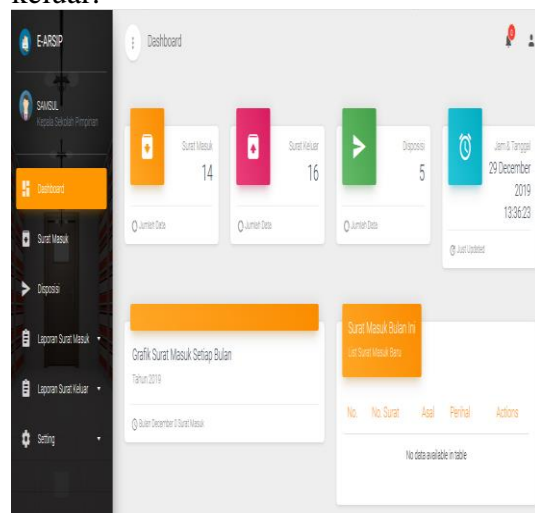 keluar.
E-ARSIP
SAMSUL
Kepala Sekolah Pimpinan
Dashboard
Surat Masuk
Disposisi
Laporan Surat Masuk
Laporan Surat Keluar
Setting
Dashboard
0
Surat Masuk
14
Jumlah Data
Surat Keluar
16
Jumlah Data
Disposisi
5
Jumlah Data
Jam & Tanggal
29 December
2019
13:36:23
Just Updated
Grafik Surat Masuk Setiap Bulan
Tahun 2019
Bulan December 0 Surat Masuk
Surat Masuk Bulan Ini
List Surat Masuk Baru
No. No. Surat Asal Perihal Actions
No data available in table